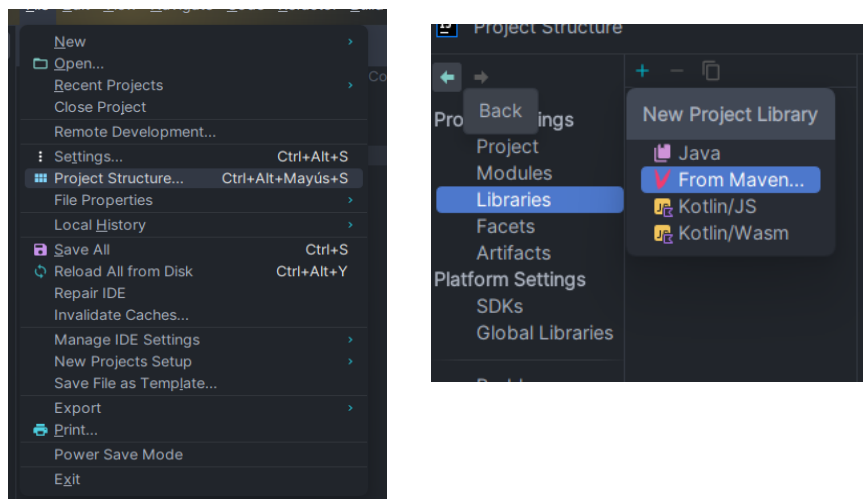 New
Open...
Recent Projects
Close Project
Remote Development...
Settings... Ctrl+Alt+S
Project Structure... Ctrl+Alt+Mayús+S
File Properties
Local History
Save All Ctrl+S
Reload All from Disk Ctrl+Alt+Y
Repair IDE
Invalidate Caches...
Manage IDE Settings
New Projects Setup
Save File as Template...
Export
Print...
Power Save Mode
Exit
Project Structure
Back
ings
Project
Modules
Libraries
Facets
Artifacts
Platform Settings
SDKs
Global Libraries
New Project Library
Java
From Maven...
Kotlin/JS
Kotlin/Wasm